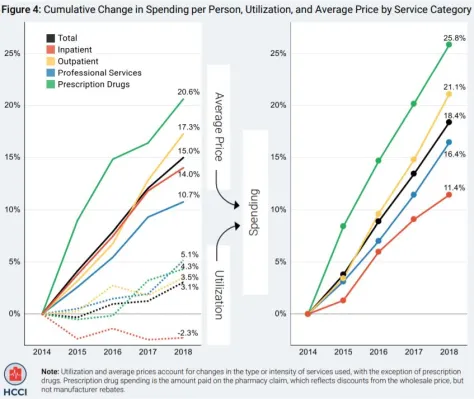 Figure 4: Cumulative Change in Spending per Person, Utilization, and Average Price by Service Category
Total
Inpatient
Outpatient
Professional Services
Prescription Drugs
25%
20%
15%
10%
5%
0%
20.6%
17.3%
15.0%
14.0%
10.7%
5.1%
4.3%
3.5%
3.1%
-2.3%
2014 2015 2016 2017 2018
Average Price
Utilization
Spending
25%
20%
15%
10%
5%
0%
25.8%
21.1%
18.4%
16.4%
11.4%
2014 2015 2016 2017 2018
HCCI
Note: Utilization and average prices account for changes in the type or intensity of services used, with the exception of prescription
drugs. Prescription drug spending is the amount paid on the pharmacy claim, which reflects discounts from the wholesale price, but
not manufacturer rebates.